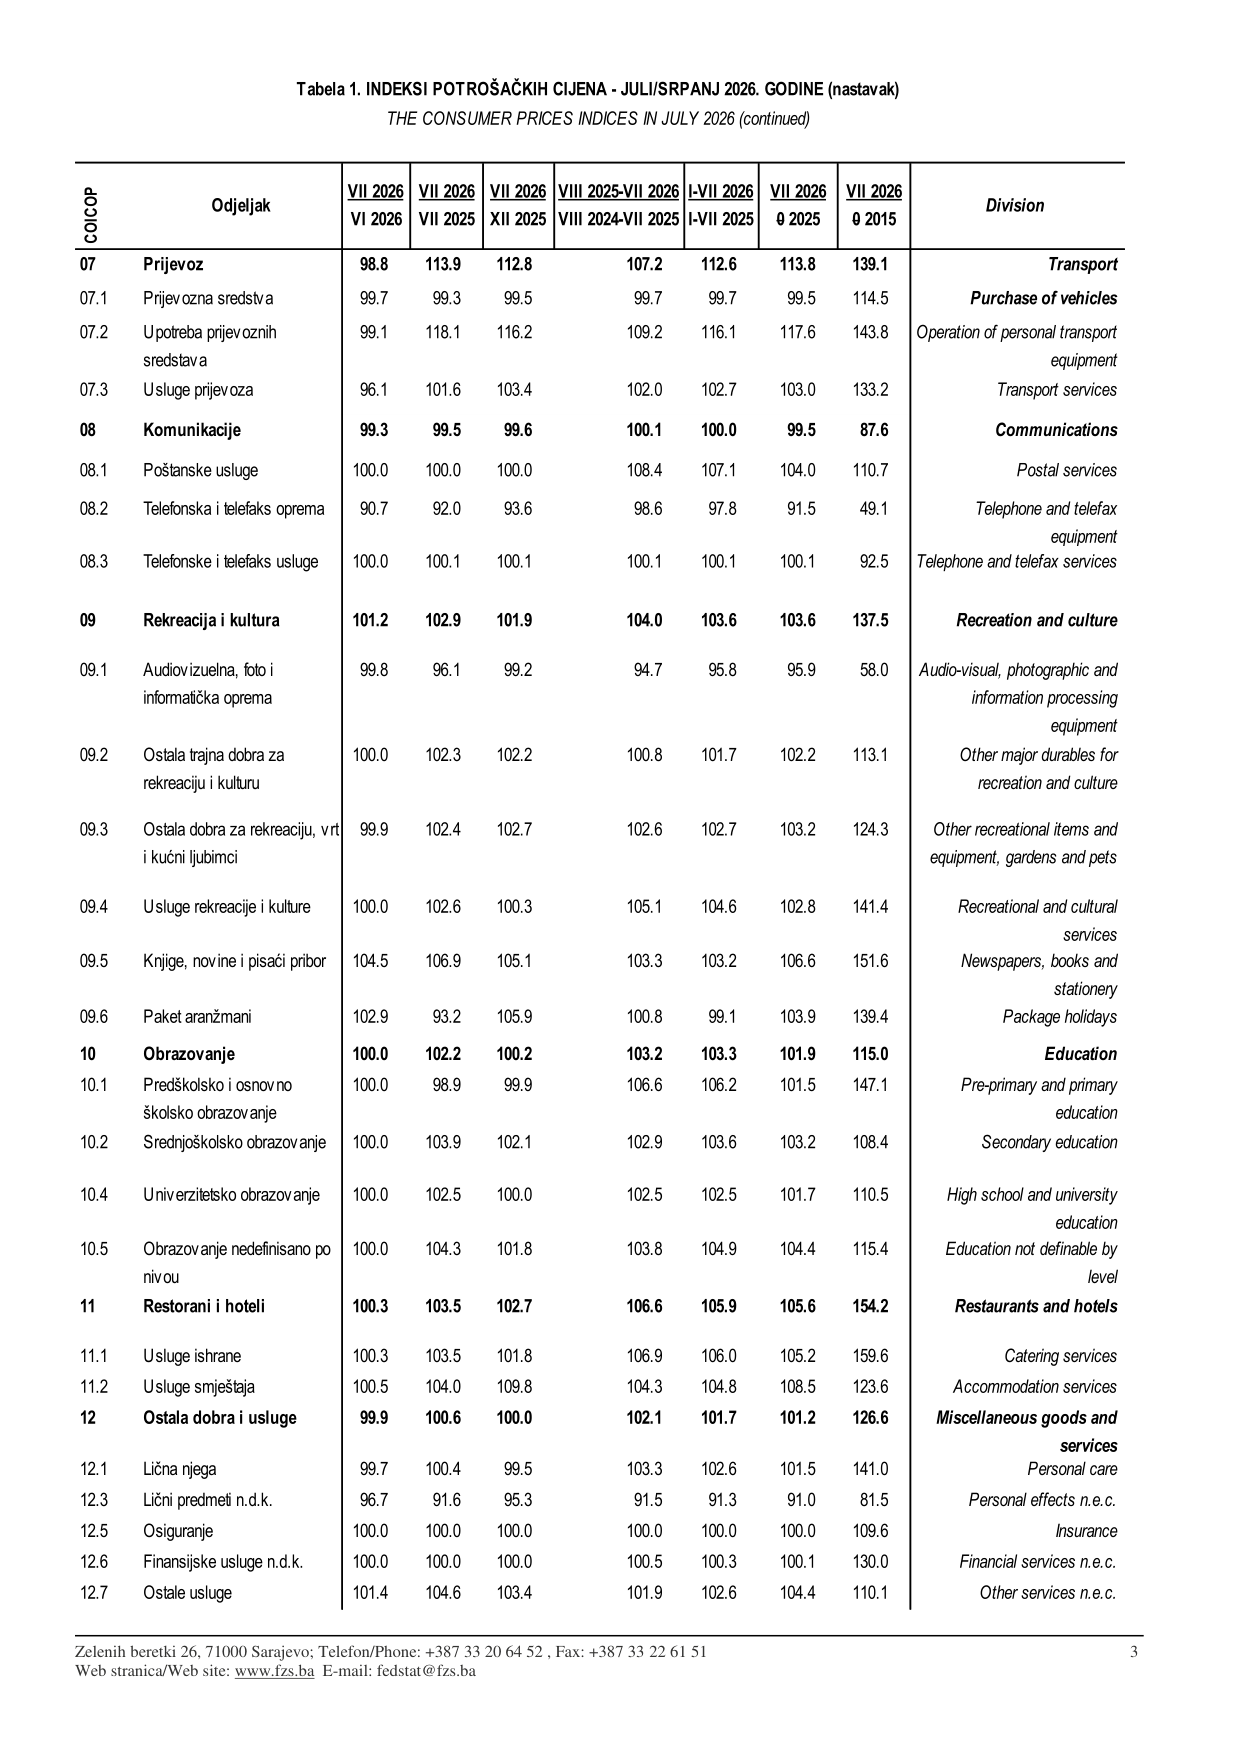 Tabela 1. INDEKSI POTROŠAČKIH CIJENA - JULI/SRPANJ 2026. GODINE (nastavak)
THE CONSUMER PRICES INDICES IN JULY 2026 (continued)
COICOP Odjeljak VII 2026 VII 2026 VII 2026 VIII 2025-VII 2026 I-VII 2026 VII 2026 VII 2026 Division
VI 2026 VII 2025 XII 2025 VIII 2024-VII 2025 I-VII 2025 0 2025 0 2015
07 Prijevoz 98.8 113.9 112.8 107.2 112.6 113.8 139.1 Transport
07.1 Prijevozna sredstva 99.7 99.3 99.5 99.7 99.7 99.5 114.5 Purchase of vehicles
07.2 Upotreba prijevoznih 99.1 118.1 116.2 109.2 116.1 117.6 143.8 Operation of personal transport
sredstava equipment
07.3 Usluge prijevoza 96.1 101.6 103.4 102.0 102.7 103.0 133.2 Transport services
08 Komunikacije 99.3 99.5 99.6 100.1 100.0 99.5 87.6 Communications
08.1 Poštanske usluge 100.0 100.0 100.0 108.4 107.1 104.0 110.7 Postal services
08.2 Telefonska i telefaks oprema 90.7 92.0 93.6 98.6 97.8 91.5 49.1 Telephone and telefax
equipment
08.3 Telefonske i telefaks usluge 100.0 100.1 100.1 100.1 100.1 100.1 92.5 Telephone and telefax services
09 Rekreacija i kultura 101.2 102.9 101.9 104.0 103.6 103.6 137.5 Recreation and culture
09.1 Audiovizuelna, foto i 99.8 96.1 99.2 94.7 95.8 95.9 58.0 Audio-visual, photographic and
informatička oprema information processing
equipment
09.2 Ostala trajna dobra za 100.0 102.3 102.2 100.8 101.7 102.2 113.1 Other major durables for
rekreaciju i kulturu recreation and culture
09.3 Ostala dobra za rekreaciju, vrt 99.9 102.4 102.7 102.6 102.7 103.2 124.3 Other recreational items and
i kućni ljubimci equipment, gardens and pets
09.4 Usluge rekreacije i kulture 100.0 102.6 100.3 105.1 104.6 102.8 141.4 Recreational and cultural
services
09.5 Knjige, novine i pisaći pribor 104.5 106.9 105.1 103.3 103.2 106.6 151.6 Newspapers, books and
stationery
09.6 Paket aranžmani 102.9 93.2 105.9 100.8 99.1 103.9 139.4 Package holidays
10 Obrazovanje 100.0 102.2 100.2 103.2 103.3 101.9 115.0 Education
10.1 Predškolsko i osnovno 100.0 98.9 99.9 106.6 106.2 101.5 147.1 Pre-primary and primary
školsko obrazovanje education
10.2 Srednjoškolsko obrazovanje 100.0 103.9 102.1 102.9 103.6 103.2 108.4 Secondary education
10.4 Univerzitetsko obrazovanje 100.0 102.5 100.0 102.5 102.5 101.7 110.5 High school and university
education
10.5 Obrazovanje nedefinisano po 100.0 104.3 101.8 103.8 104.9 104.4 115.4 Education not definable by
nivou level
11 Restorani i hoteli 100.3 103.5 102.7 106.6 105.9 105.6 154.2 Restaurants and hotels
11.1 Usluge ishrane 100.3 103.5 101.8 106.9 106.0 105.2 159.6 Catering services
11.2 Usluge smještaja 100.5 104.0 109.8 104.3 104.8 108.5 123.6 Accommodation services
12 Ostala dobra i usluge 99.9 100.6 100.0 102.1 101.7 101.2 126.6 Miscellaneous goods and
services
12.1 Lična njega 99.7 100.4 99.5 103.3 102.6 101.5 141.0 Personal care
12.3 Lični predmeti n.d.k. 96.7 91.6 95.3 91.5 91.3 91.0 81.5 Personal effects n.e.c.
12.5 Osiguranje 100.0 100.0 100.0 100.0 100.0 100.0 109.6 Insurance
12.6 Finansijske usluge n.d.k. 100.0 100.0 100.0 100.5 100.3 100.1 130.0 Financial services n.e.c.
12.7 Ostale usluge 101.4 104.6 103.4 101.9 102.6 104.4 110.1 Other services n.e.c.
Zelenih beretki 26, 71000 Sarajevo; Telefon/Phone: +387 33 20 64 52 , Fax: +387 33 22 61 51 3
Web stranica/Web site: www.fzs.ba E-mail: fedstat@fzs.ba